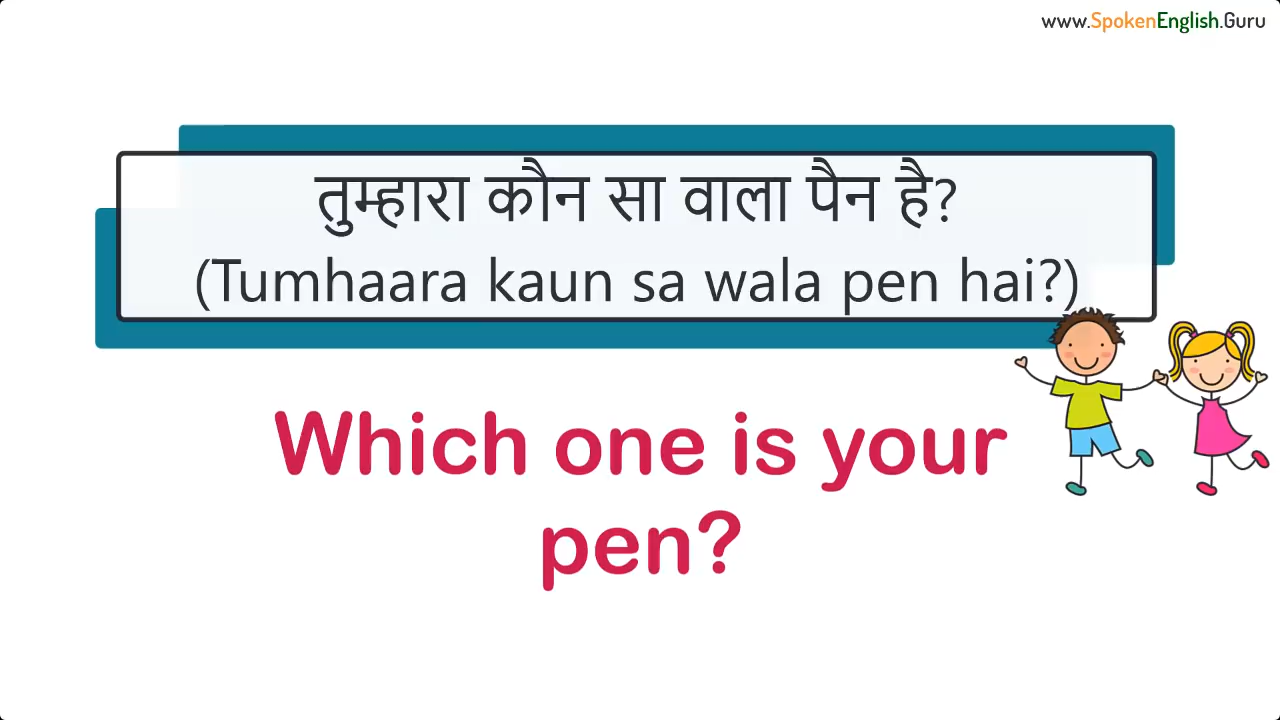 www.SpokenEnglish.Guru
तुम्हारा कौन सा वाला पैन है?
(Tumhaara kaun sa wala pen hai?)
Which one is your
pen?